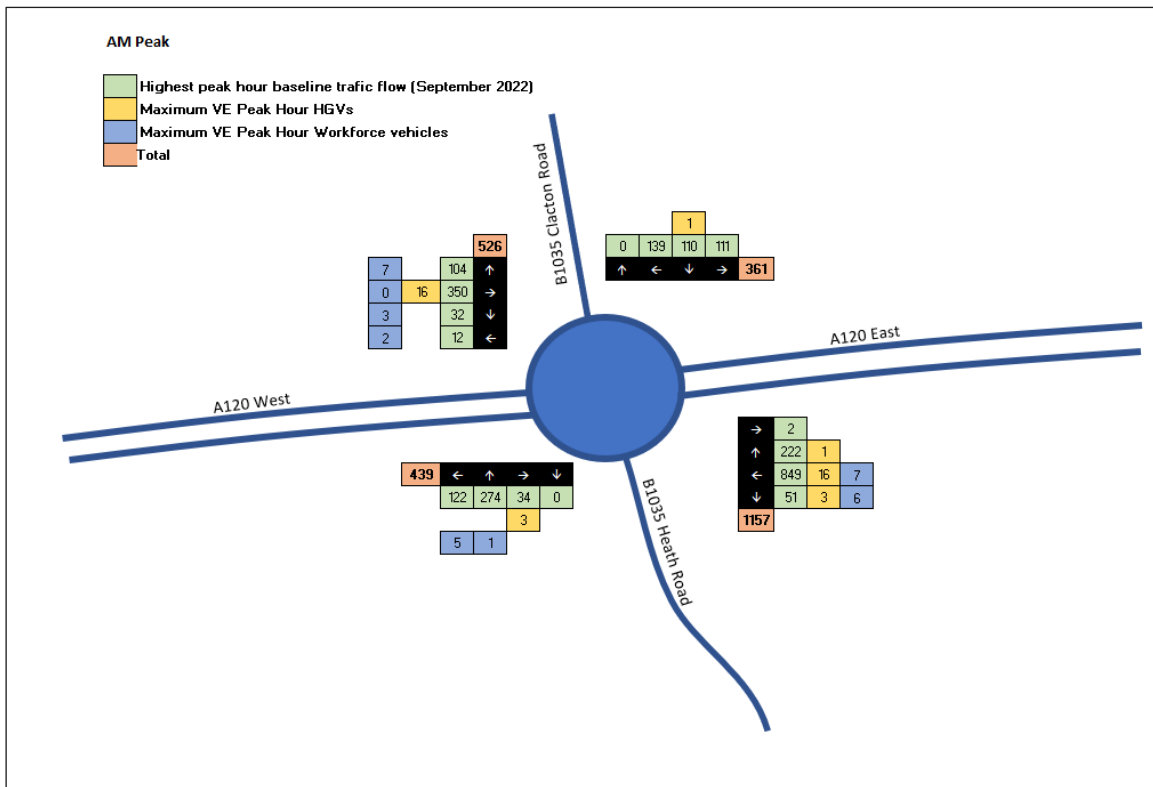 AM Peak
Highest peak hour baseline trafic flow (September 2022)
Maximum VE Peak Hour HGVs
Maximum VE Peak Hour Workforce vehicles
Total
B1035 Clacton Road
1
526
0 139 110 111
7 104 ↑
↑ ← ↓ → 361
0 16 350 →
3 32 ↓
2 12 ←
A120 East
A120 West
→ 2
↑ 222 1
439 ← ↑ → ↓
← 849 16 7
122 274 34 0
↓ 51 3 6
3
1157
5 1
B1035 Heath Road